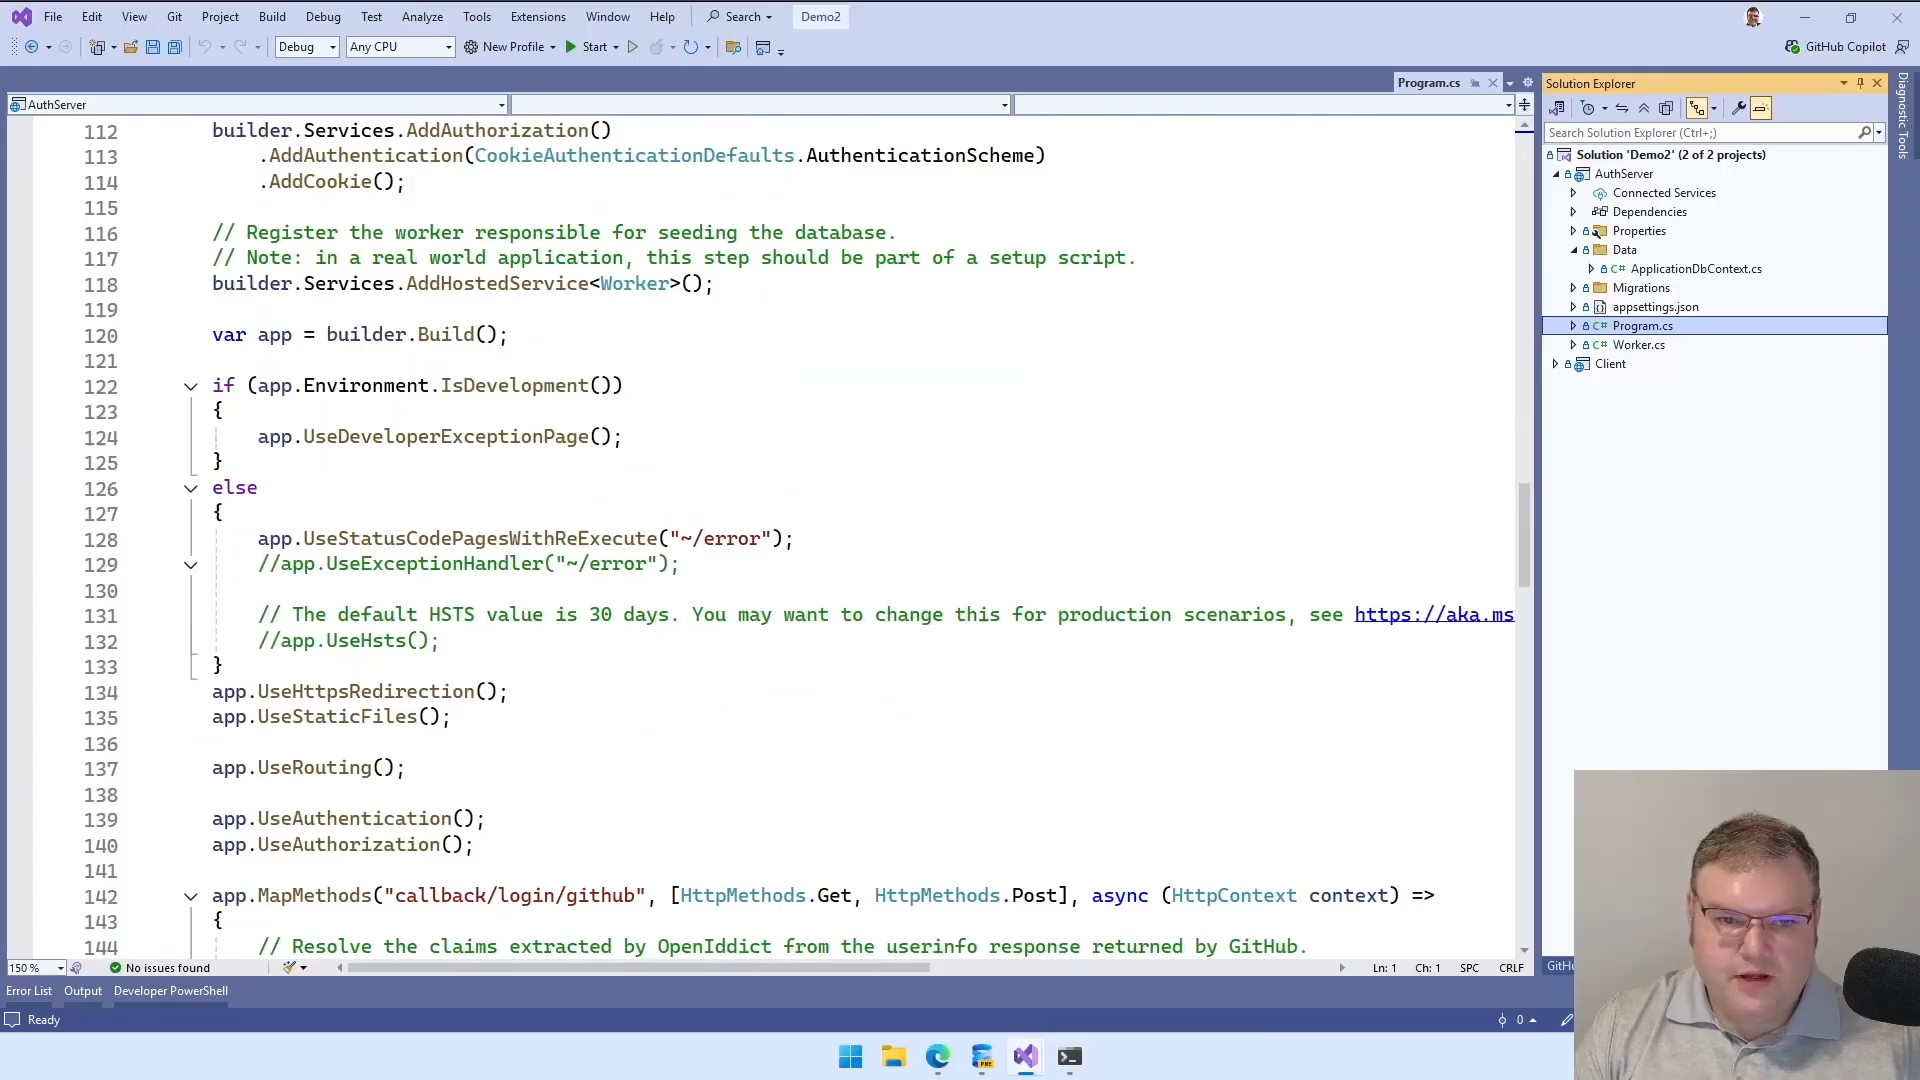 File Edit View Git Project Build Debug Test Analyze Tools Extensions Window Help Search Demo2
Debug Any CPU New Profile Start GitHub Copilot
Program.cs
AuthServer
112 builder.Services.AddAuthorization()
113 .AddAuthentication(CookieAuthenticationDefaults.AuthenticationScheme)
114 .AddCookie();
115
116 // Register the worker responsible for seeding the database.
117 // Note: in a real world application, this step should be part of a setup script.
118 builder.Services.AddHostedService<Worker>();
119
120 var app = builder.Build();
121
122 if (app.Environment.IsDevelopment())
123 {
124 app.UseDeveloperExceptionPage();
125 }
126 else
127 {
128 app.UseStatusCodePagesWithReExecute("~/error");
129 //app.UseExceptionHandler("~/error");
130
131 // The default HSTS value is 30 days. You may want to change this for production scenarios, see https://aka.ms
132 //app.UseHsts();
133 }
134 app.UseHttpsRedirection();
135 app.UseStaticFiles();
136
137 app.UseRouting();
138
139 app.UseAuthentication();
140 app.UseAuthorization();
141
142 app.MapMethods("callback/login/github", [HttpMethods.Get, HttpMethods.Post], async (HttpContext context) =>
143 {
144 // Resolve the claims extracted by OpenIddict from the userinfo response returned by GitHub.
150 % No issues found Ln: 1 Ch: 1 SPC CRLF
Error List Output Developer PowerShell
Ready 0
Solution Explorer
Search Solution Explorer (Ctrl+;)
Solution 'Demo2' (2 of 2 projects)
AuthServer
Connected Services
Dependencies
Properties
Data
C# ApplicationDbContext.cs
Migrations
appsettings.json
C# Program.cs
C# Worker.cs
Client
GitHu
Diagnostic Tools
PRE